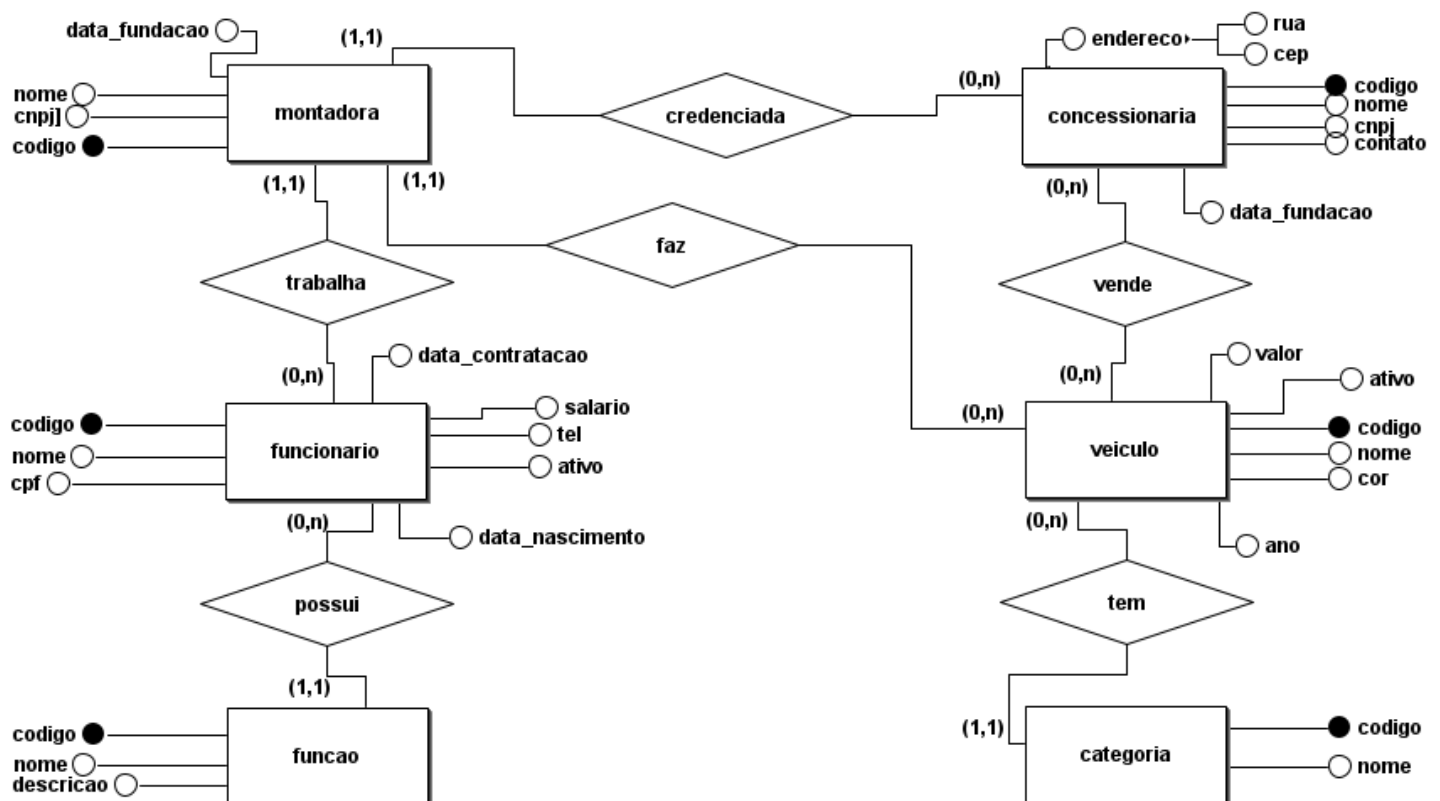 data_fundacao
(1,1)
endereco
rua
cep
nome
cnpj]
codigo
montadora
credenciada
(0,n)
concessionaria
codigo
nome
cnpj
contato
(1,1)
(1,1)
(0,n)
data_fundacao
trabalha
faz
vende
(0,n)
data_contratacao
(0,n)
valor
ativo
codigo
nome
cpf
funcionario
salario
tel
ativo
(0,n)
veiculo
codigo
nome
cor
(0,n)
data_nascimento
(0,n)
ano
possui
tem
(1,1)
(1,1)
codigo
nome
descricao
funcao
categoria
codigo
nome